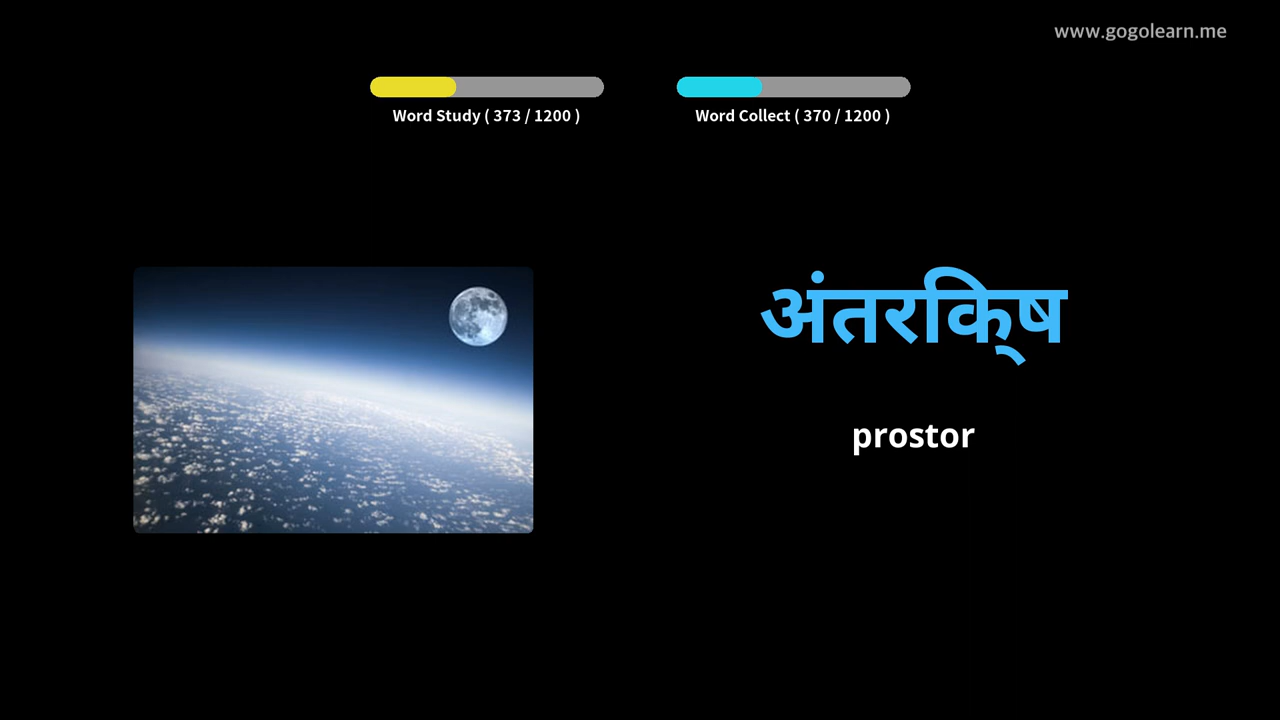 www.gogolearn.me
Word Study ( 373 / 1200 )
Word Collect ( 370 / 1200 )
अंतरिक्ष
prostor